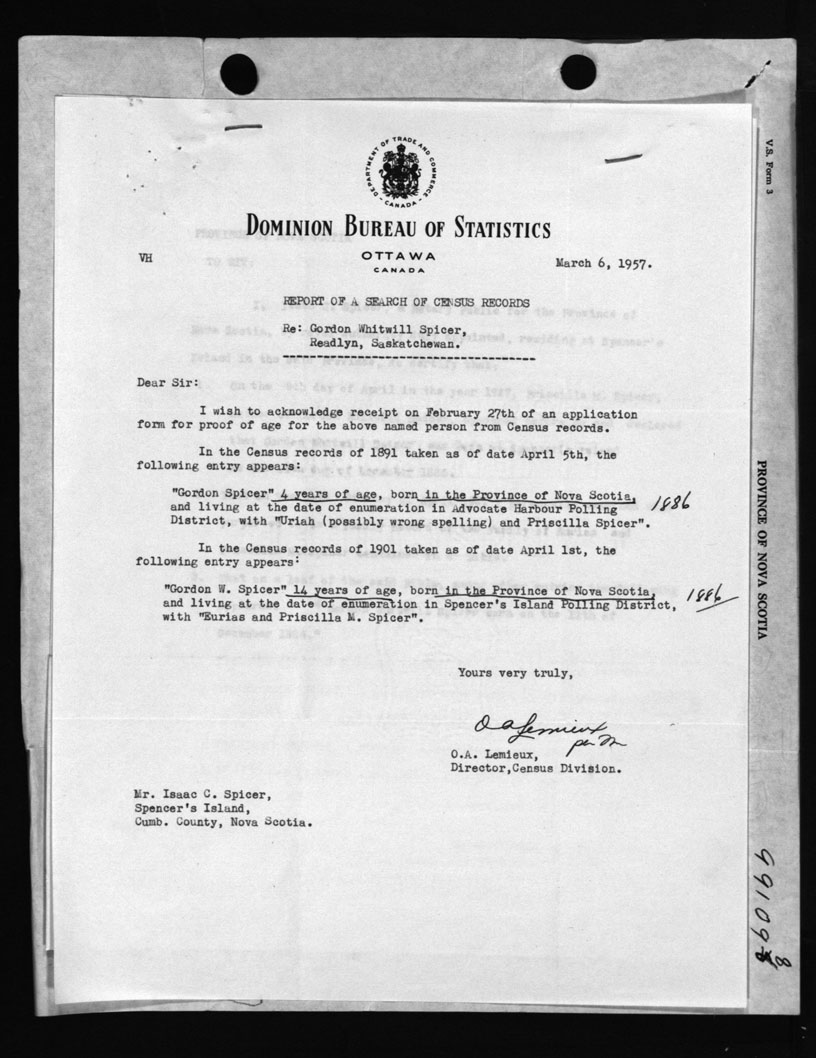 DEPARTMENT OF TRADE AND COMMERCE
CANADA
DOMINION BUREAU OF STATISTICS
OTTAWA
CANADA
VH
March 6, 1957.
REPORT OF A SEARCH OF CENSUS RECORDS
Re: Gordon Whitwill Spicer,
Readlyn, Saskatchewan.
Dear Sir:
I wish to acknowledge receipt on February 27th of an application
form for proof of age for the above named person from Census records.
In the Census records of 1891 taken as of date April 5th, the
following entry appears:
"Gordon Spicer" 4 years of age, born in the Province of Nova Scotia,
and living at the date of enumeration in Advocate Harbour Polling
District, with "Uriah (possibly wrong spelling) and Priscilla Spicer".
1886
In the Census records of 1901 taken as of date April 1st, the
following entry appears:
"Gordon W. Spicer" 14 years of age, born in the Province of Nova Scotia,
and living at the date of enumeration in Spencer's Island Polling District,
with "Eurias and Priscilla M. Spicer".
1886
Yours very truly,
O A Lemieux
per M
O.A. Lemieux,
Director, Census Division.
Mr. Isaac C. Spicer,
Spencer's Island,
Cumb. County, Nova Scotia.
V.S. Form 3
PROVINCE OF NOVA SCOTIA